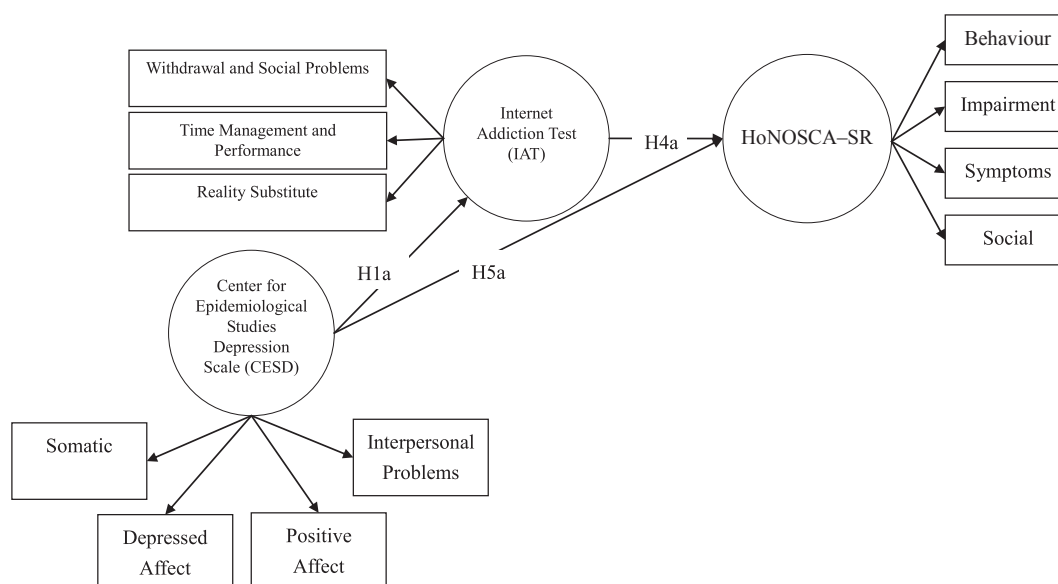 Withdrawal and Social Problems
Time Management and
Performance
Reality Substitute
Internet
Addiction Test
(IAT)
H4a
HoNOSCA–SR
Behaviour
Impairment
Symptoms
Social
H1a
H5a
Center for
Epidemiological
Studies
Depression
Scale (CESD)
Somatic
Interpersonal
Problems
Depressed
Affect
Positive
Affect